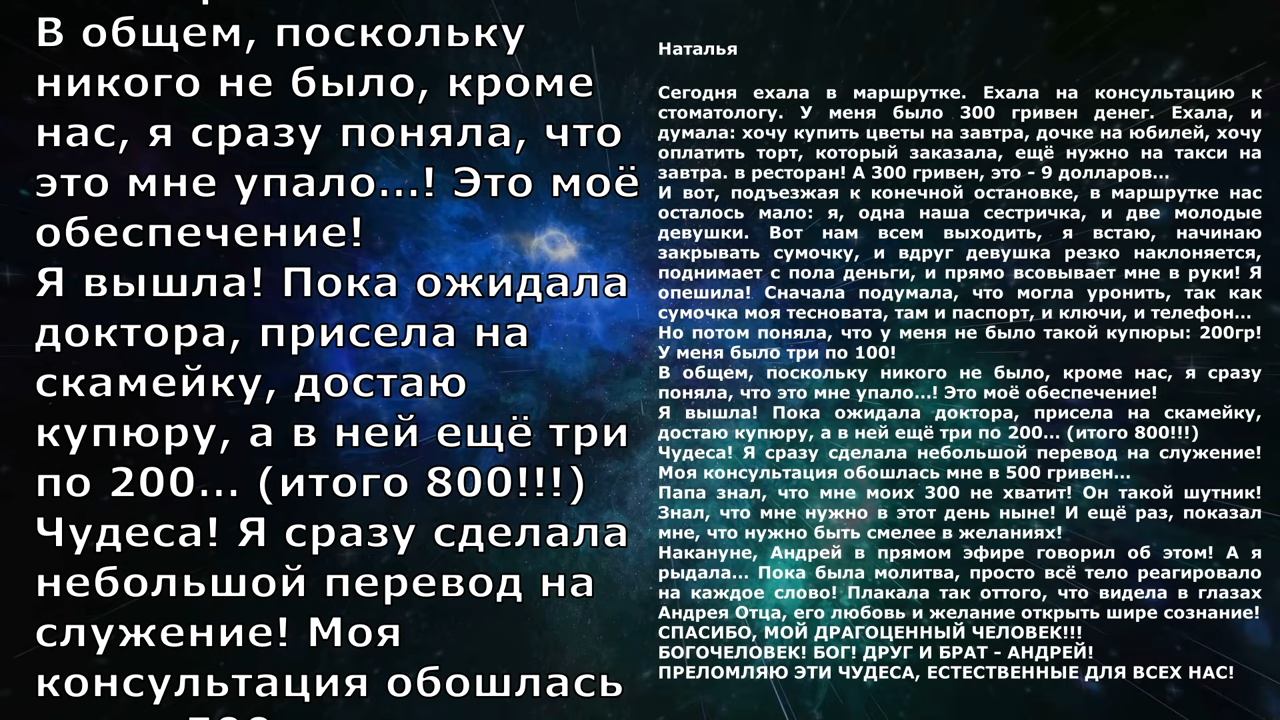 В общем, поскольку
никого не было, кроме
нас, я сразу поняла, что
это мне упало...! Это моё
обеспечение!
Я вышла! Пока ожидала
доктора, присела на
скамейку, достаю
купюру, а в ней ещё три
по 200... (итого 800!!!)
Чудеса! Я сразу сделала
небольшой перевод на
служение! Моя
консультация обошлась
Наталья
Сегодня ехала в маршрутке. Ехала на консультацию к
стоматологу. У меня было 300 гривен денег. Ехала, и
думала: хочу купить цветы на завтра, дочке на юбилей, хочу
оплатить торт, который заказала, ещё нужно на такси на
завтра. в ресторан! А 300 гривен, это - 9 долларов...
И вот, подъезжая к конечной остановке, в маршрутке нас
осталось мало: я, одна наша сестричка, и две молодые
девушки. Вот нам всем выходить, я встаю, начинаю
закрывать сумочку, и вдруг девушка резко наклоняется,
поднимает с пола деньги, и прямо всовывает мне в руки! Я
опешила! Сначала подумала, что могла уронить, так как
сумочка моя тесновата, там и паспорт, и ключи, и телефон...
Но потом поняла, что у меня не было такой купюры: 200гр!
У меня было три по 100!
В общем, поскольку никого не было, кроме нас, я сразу
поняла, что это мне упало...! Это моё обеспечение!
Я вышла! Пока ожидала доктора, присела на скамейку,
достаю купюру, а в ней ещё три по 200... (итого 800!!!)
Чудеса! Я сразу сделала небольшой перевод на служение!
Моя консультация обошлась мне в 500 гривен...
Папа знал, что мне моих 300 не хватит! Он такой шутник!
Знал, что мне нужно в этот день ныне! И ещё раз, показал
мне, что нужно быть смелее в желаниях!
Накануне, Андрей в прямом эфире говорил об этом! А я
рыдала... Пока была молитва, просто всё тело реагировало
на каждое слово! Плакала так оттого, что видела в глазах
Андрея Отца, его любовь и желание открыть шире сознание!
СПАСИБО, МОЙ ДРАГОЦЕННЫЙ ЧЕЛОВЕК!!!
БОГОЧЕЛОВЕК! БОГ! ДРУГ И БРАТ - АНДРЕЙ!
ПРЕЛОМЛЯЮ ЭТИ ЧУДЕСА, ЕСТЕСТВЕННЫЕ ДЛЯ ВСЕХ НАС!